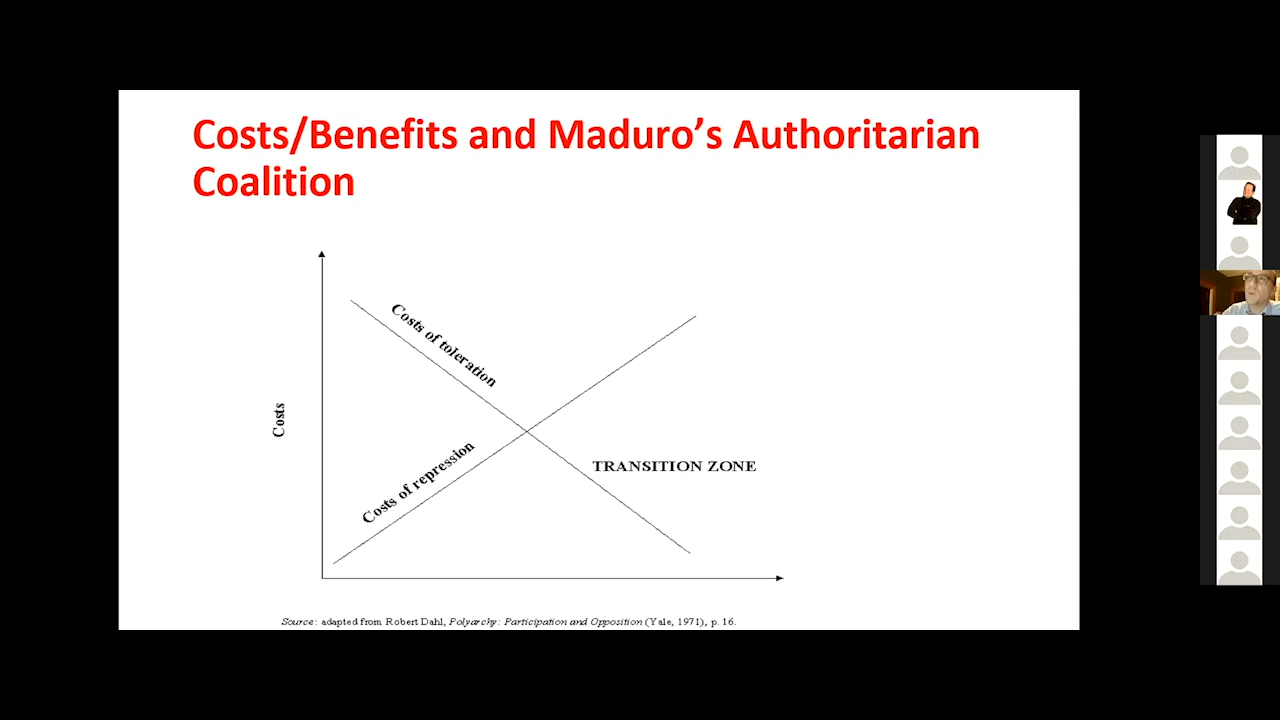 Costs/Benefits and Maduro's Authoritarian
Coalition
Costs of toleration
Costs
Costs of repression
TRANSITION ZONE
Source: adapted from Robert Dahl, Polyarchy: Participation and Opposition (Yale, 1971), p. 16.